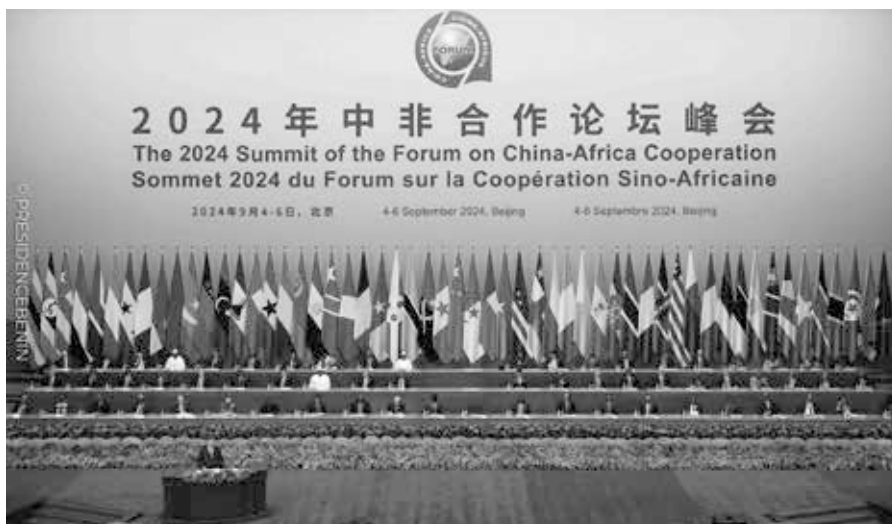 FORUM
2024年中非合作论坛峰会
The 2024 Summit of the Forum on China-Africa Cooperation
Sommet 2024 du Forum sur la Coopération Sino-Africaine
2024年9月4-6日，北京 4-6 September 2024, Beijing 4-6 Septembre 2024, Beijing
© PRESIDENCEBENIN